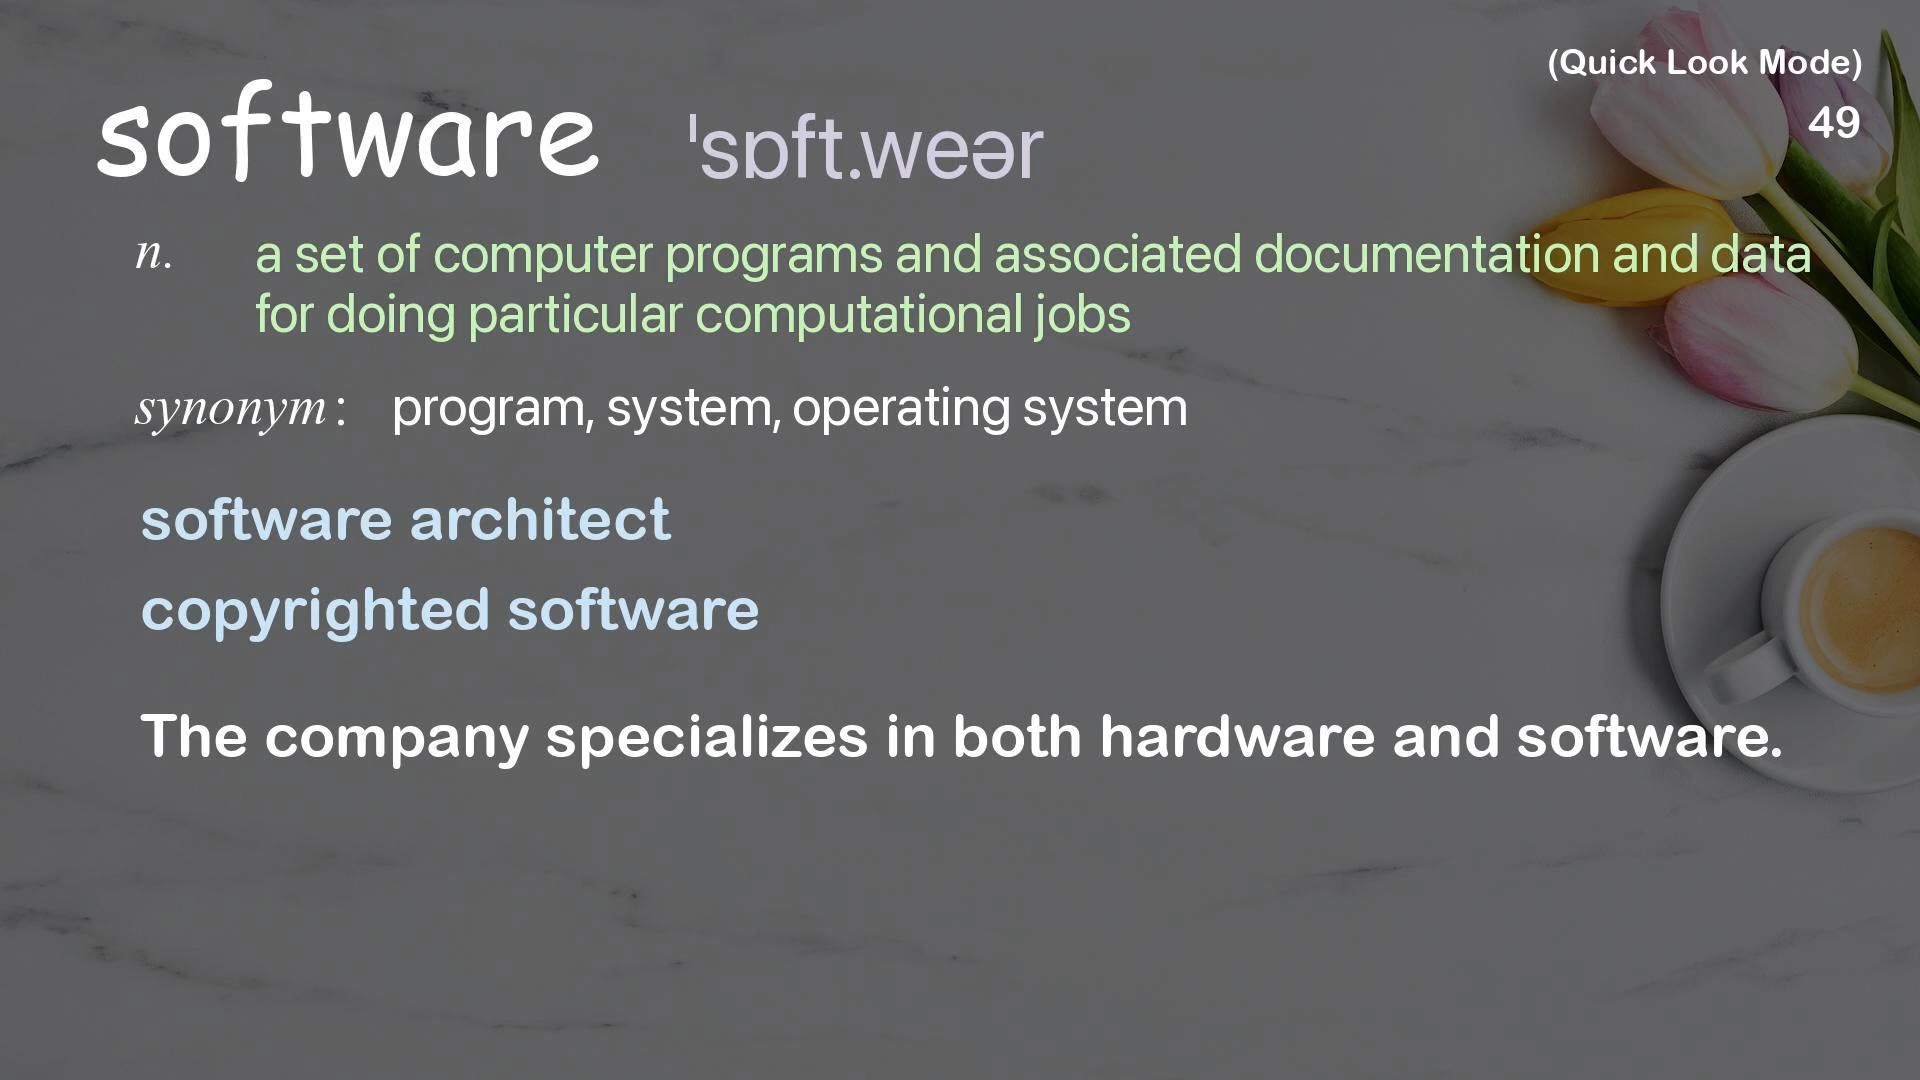 (Quick Look Mode)
49
software ˈsɒft.weər
n. a set of computer programs and associated documentation and data
for doing particular computational jobs
synonym: program, system, operating system
software architect
copyrighted software
The company specializes in both hardware and software.